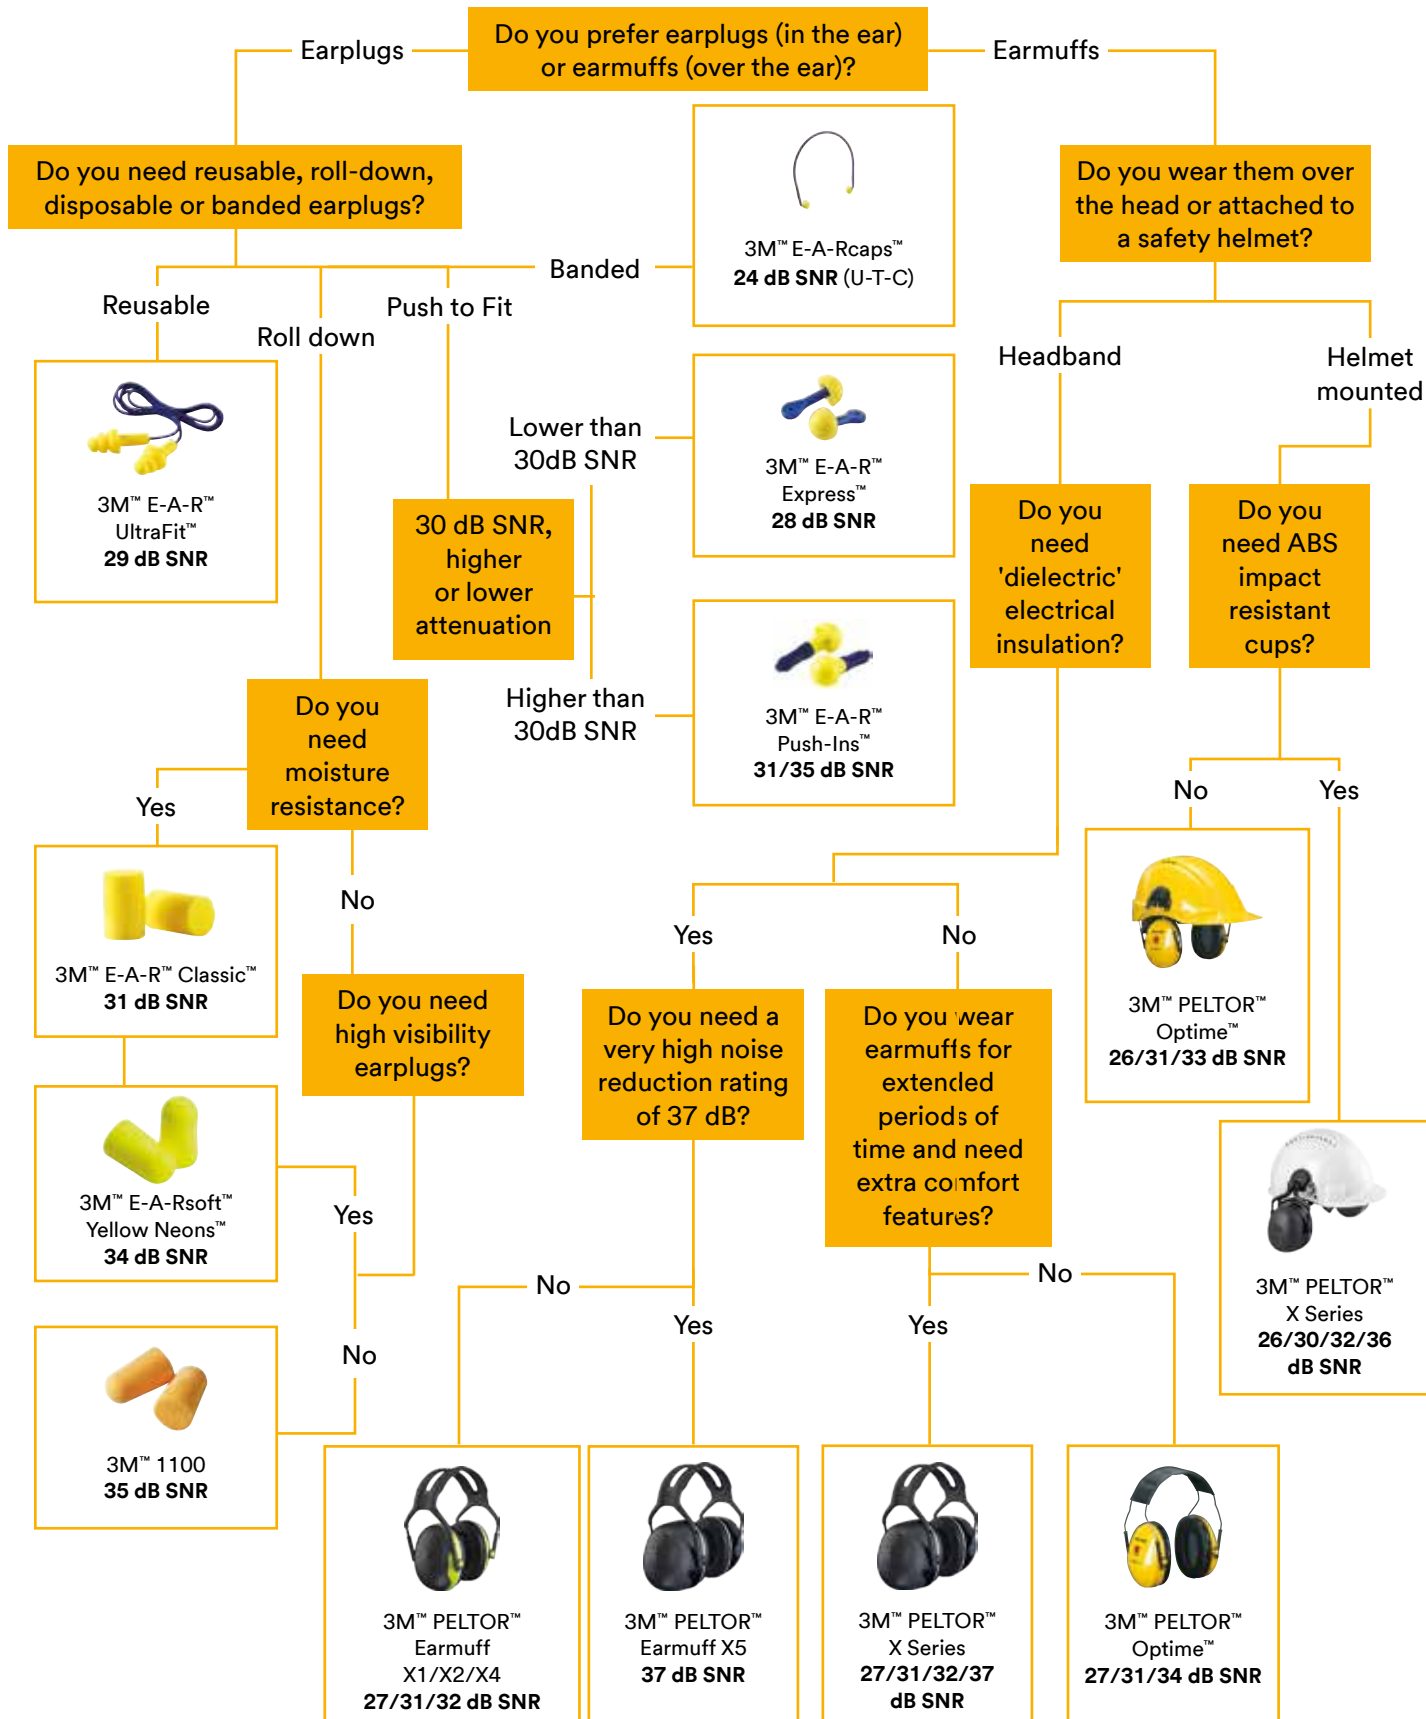 Do you prefer earplugs (in the ear)
or earmuffs (over the ear)?
Earplugs
Earmuffs
Do you need reusable, roll-down,
disposable or banded earplugs?
Reusable
Roll down
Push to Fit
Banded
3M™ E-A-Rcaps™
24 dB SNR (U-T-C)
3M™ E-A-R™
UltraFit™
29 dB SNR
30 dB SNR,
higher
or lower
attenuation
Lower than
30dB SNR
3M™ E-A-R™
Express™
28 dB SNR
Higher than
30dB SNR
3M™ E-A-R™
Push-Ins™
31/35 dB SNR
Do you
need
moisture
resistance?
Yes
3M™ E-A-R™ Classic™
31 dB SNR
No
Do you need
high visibility
earplugs?
Yes
3M™ E-A-Rsoft™
Yellow Neons™
34 dB SNR
No
3M™ 1100
35 dB SNR
Do you wear them over
the head or attached to
a safety helmet?
Headband
Helmet
mounted
Do you
need
'dielectric'
electrical
insulation?
Do you
need ABS
impact
resistant
cups?
No
Yes
3M™ PELTOR™
Optime™
26/31/33 dB SNR
3M™ PELTOR™
X Series
26/30/32/36
dB SNR
Yes
No
Do you need a
very high noise
reduction rating
of 37 dB?
Do you wear
earmuffs for
extended
periods of
time and need
extra comfort
features?
No
Yes
Yes
No
3M™ PELTOR™
Earmuff
X1/X2/X4
27/31/32 dB SNR
3M™ PELTOR™
Earmuff X5
37 dB SNR
3M™ PELTOR™
X Series
27/31/32/37
dB SNR
3M™ PELTOR™
Optime™
27/31/34 dB SNR